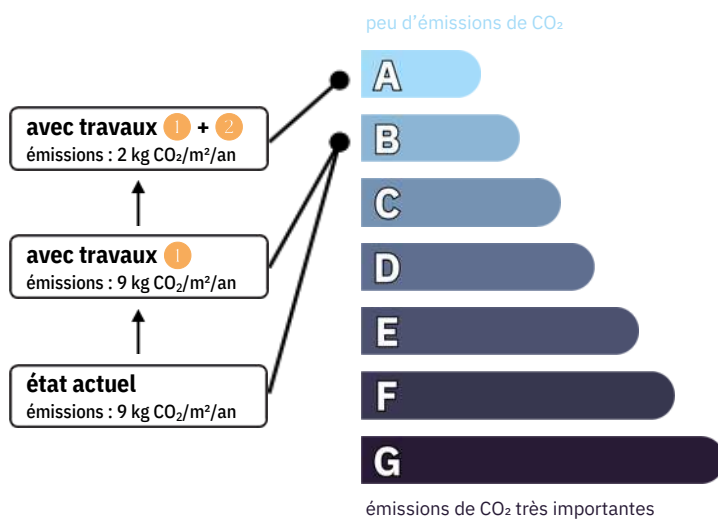 peu d’émissions de CO₂
A
avec travaux 1 + 2
émissions : 2 kg CO₂/m²/an
B
C
avec travaux 1
émissions : 9 kg CO₂/m²/an
D
E
état actuel
émissions : 9 kg CO₂/m²/an
F
G
émissions de CO₂ très importantes